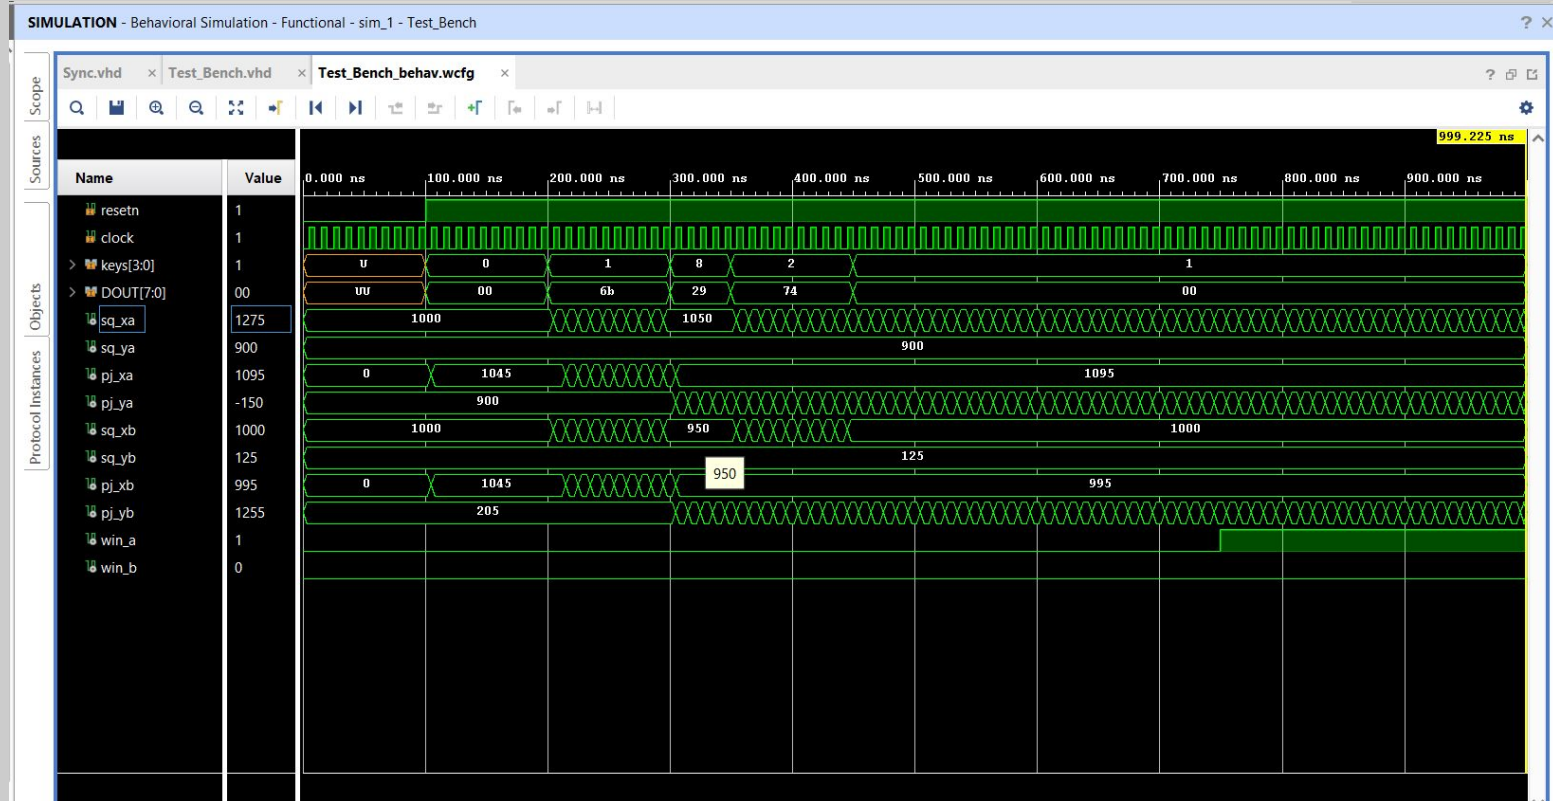 SIMULATION - Behavioral Simulation - Functional - sim_1 - Test_Bench
? ×
Sync.vhd × Test_Bench.vhd × Test_Bench_behav.wcfg ×
?
Scope
Sources
Objects
Protocol Instances
999.225 ns
Name Value 0.000 ns 100.000 ns 200.000 ns 300.000 ns 400.000 ns 500.000 ns 600.000 ns 700.000 ns 800.000 ns 900.000 ns
resetn 1
clock 1
keys[3:0] 1 U 0 1 8 2 1
DOUT[7:0] 00 UU 00 6b 29 74 00
sq_xa 1275 1000 1050
sq_ya 900 900
pj_xa 1095 0 1045 1095
pj_ya -150 900
sq_xb 1000 1000 950 1000
sq_yb 125 125
950
pj_xb 995 0 1045 995
pj_yb 1255 205
win_a 1
win_b 0